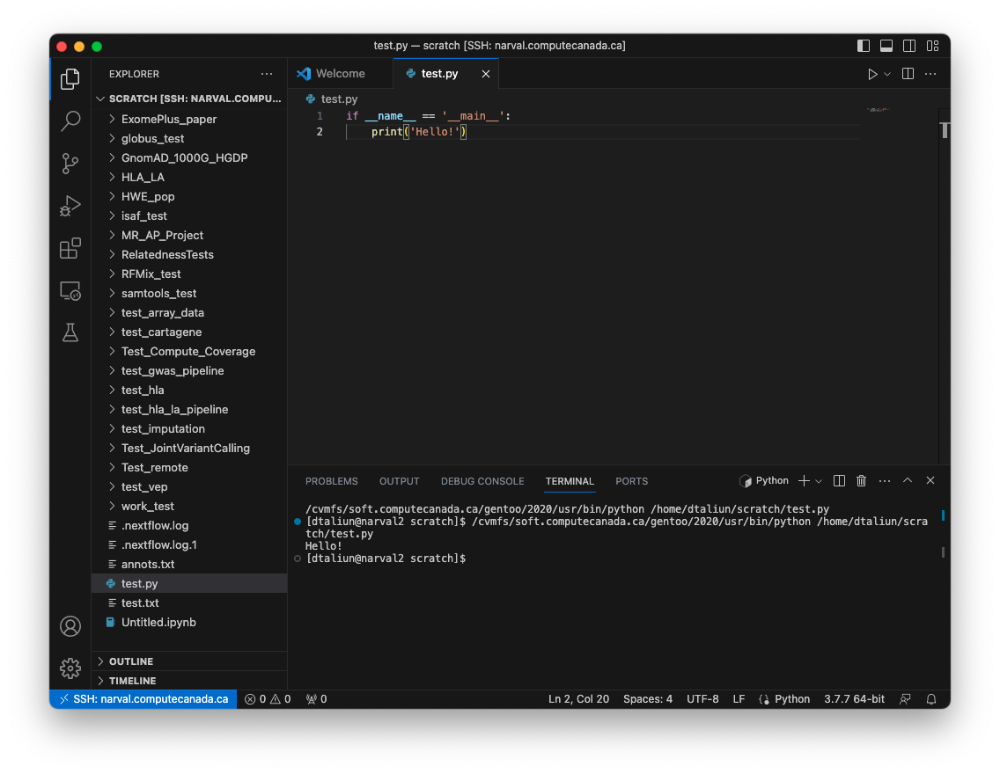 test.py — scratch [SSH: narval.computecanada.ca]
EXPLORER
SCRATCH [SSH: NARVAL.COMPU...
ExomePlus_paper
globus_test
GnomAD_1000G_HGDP
HLA_LA
HWE_pop
isaf_test
MR_AP_Project
RelatednessTests
RFMix_test
samtools_test
test_array_data
test_cartagene
Test_Compute_Coverage
test_gwas_pipeline
test_hla
test_hla_la_pipeline
test_imputation
Test_JointVariantCalling
Test_remote
test_vep
work_test
.nextflow.log
.nextflow.log.1
annots.txt
test.py
test.txt
Untitled.ipynb
OUTLINE
TIMELINE
Welcome
test.py
test.py
1 if __name__ == '__main__':
2 print('Hello!')
PROBLEMS OUTPUT DEBUG CONSOLE TERMINAL PORTS
Python
/cvmfs/soft.computecanada.ca/gentoo/2020/usr/bin/python /home/dtaliun/scratch/test.py
[dtaliun@narval2 scratch]$ /cvmfs/soft.computecanada.ca/gentoo/2020/usr/bin/python /home/dtaliun/scra
tch/test.py
Hello!
[dtaliun@narval2 scratch]$
SSH: narval.computecanada.ca 0 0 0 Ln 2, Col 20 Spaces: 4 UTF-8 LF Python 3.7.7 64-bit